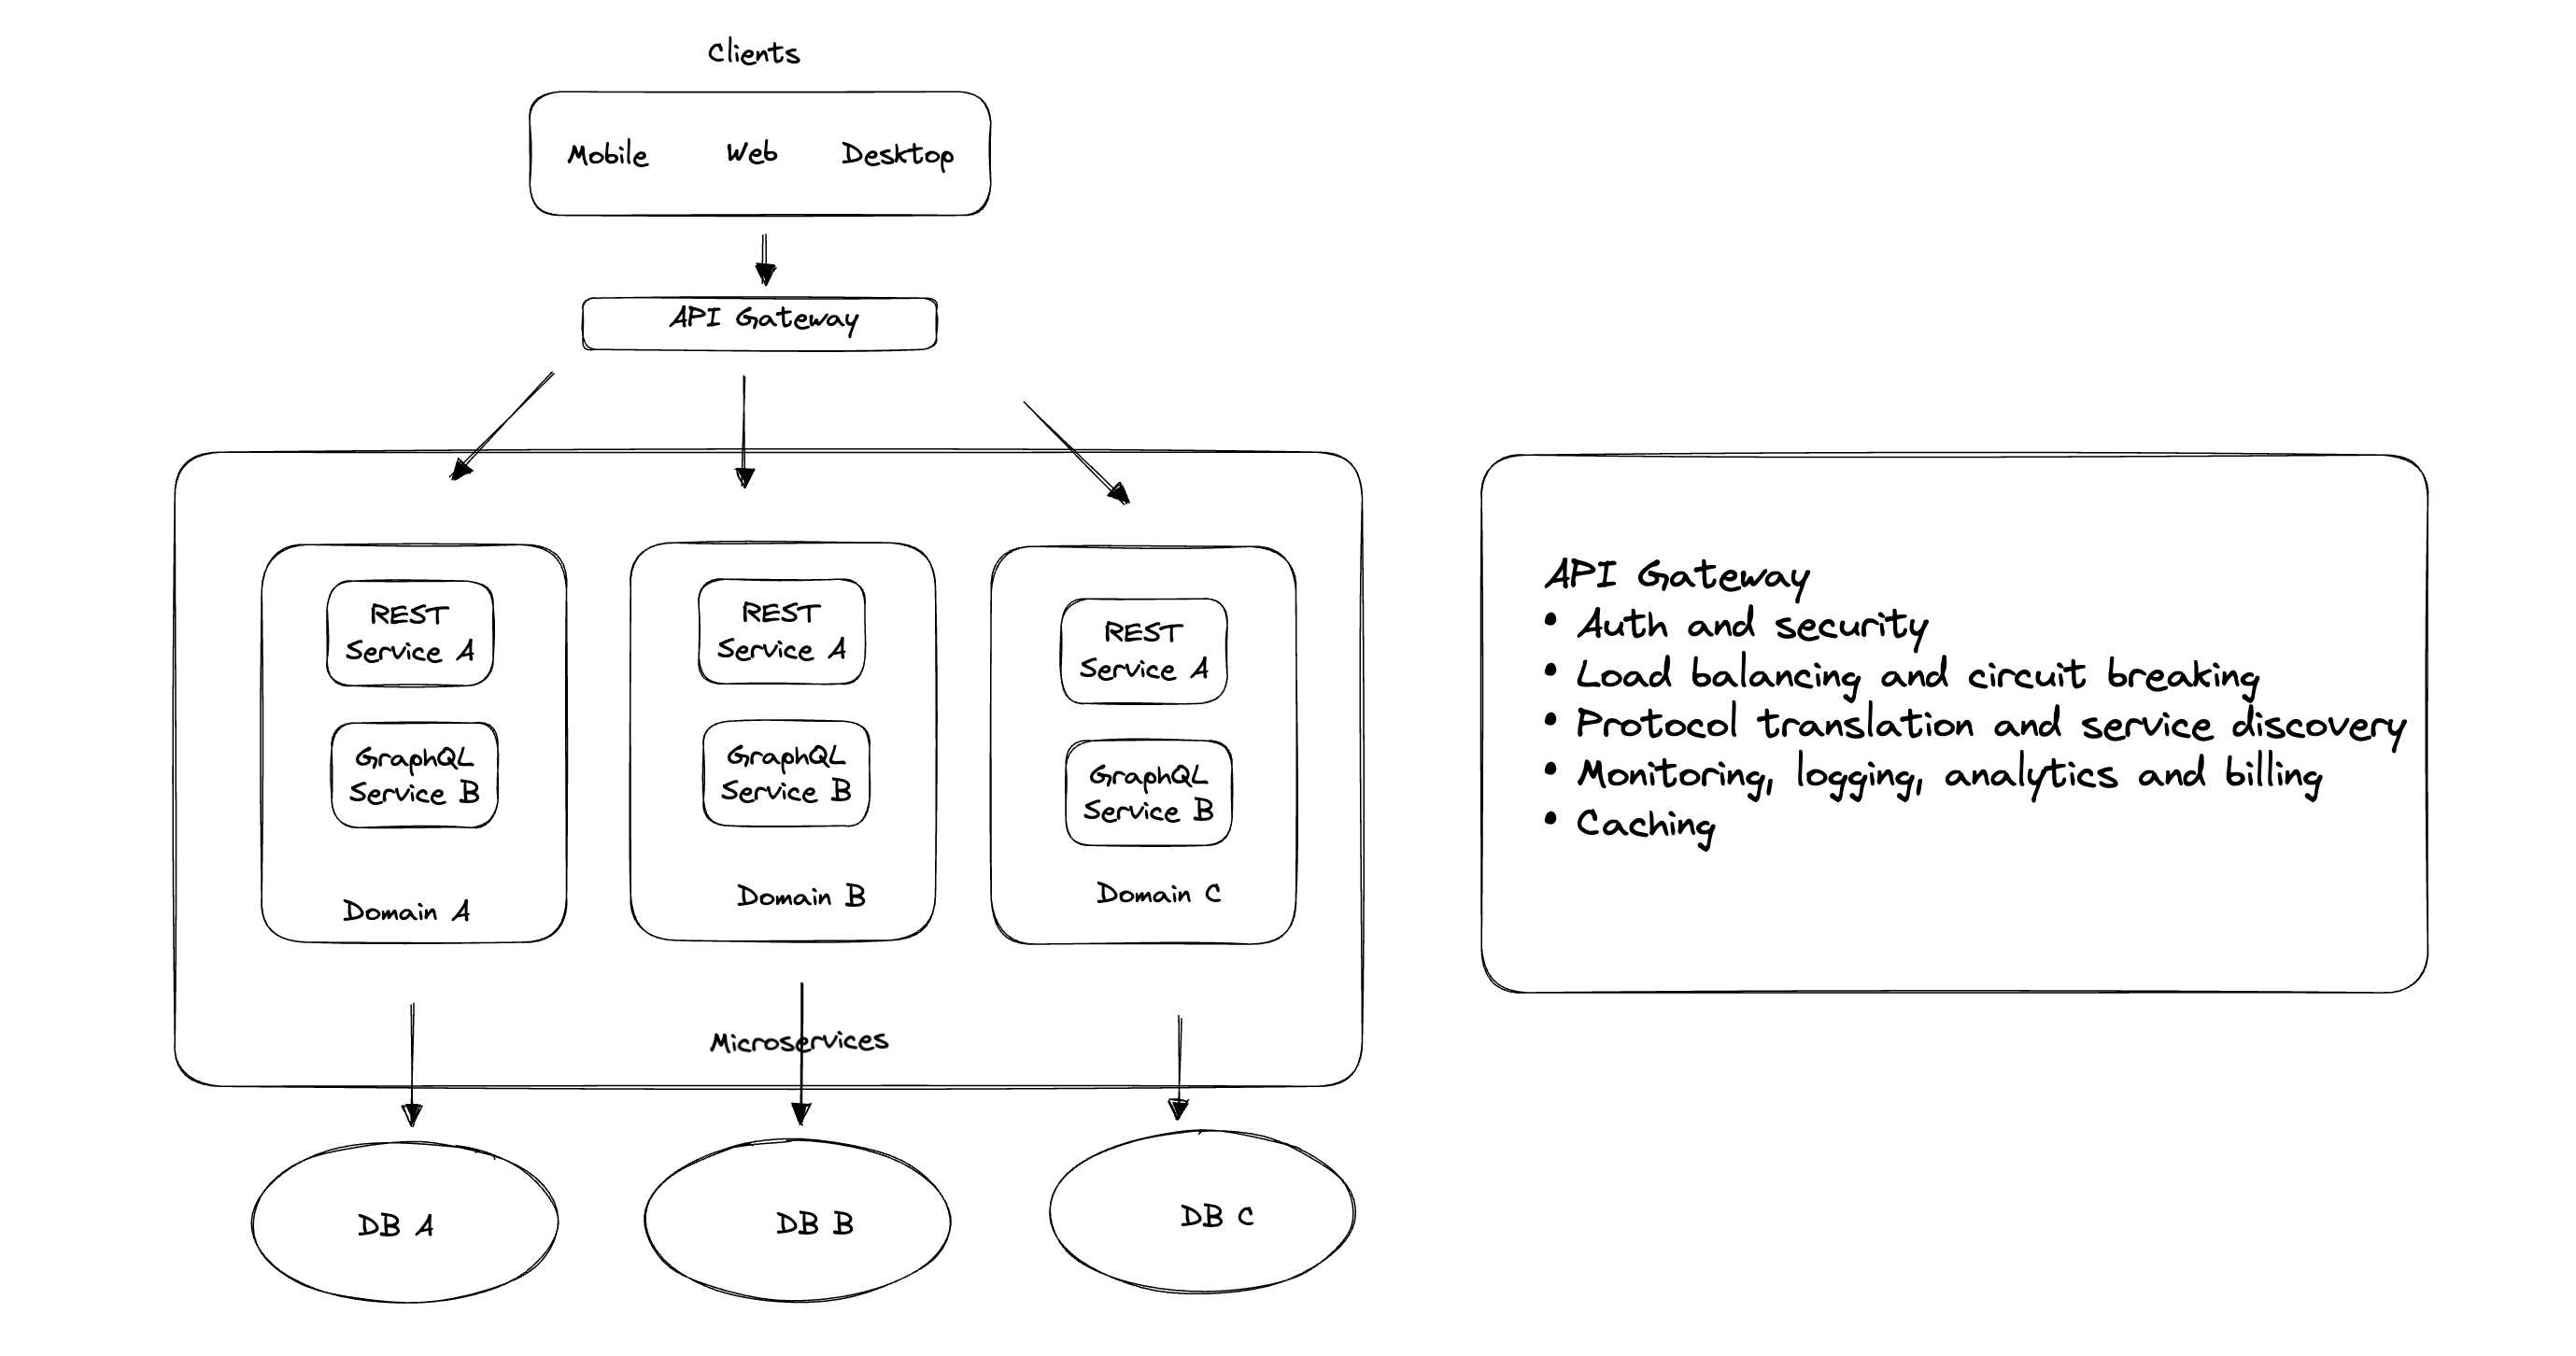 Clients
Mobile Web Desktop
API Gateway
REST
Service A
GraphQL
Service B
Domain A
REST
Service A
GraphQL
Service B
Domain B
REST
Service A
GraphQL
Service B
Domain C
Microservices
DB A
DB B
DB C
API Gateway
• Auth and security
• Load balancing and circuit breaking
• Protocol translation and service discovery
• Monitoring, logging, analytics and billing
• Caching